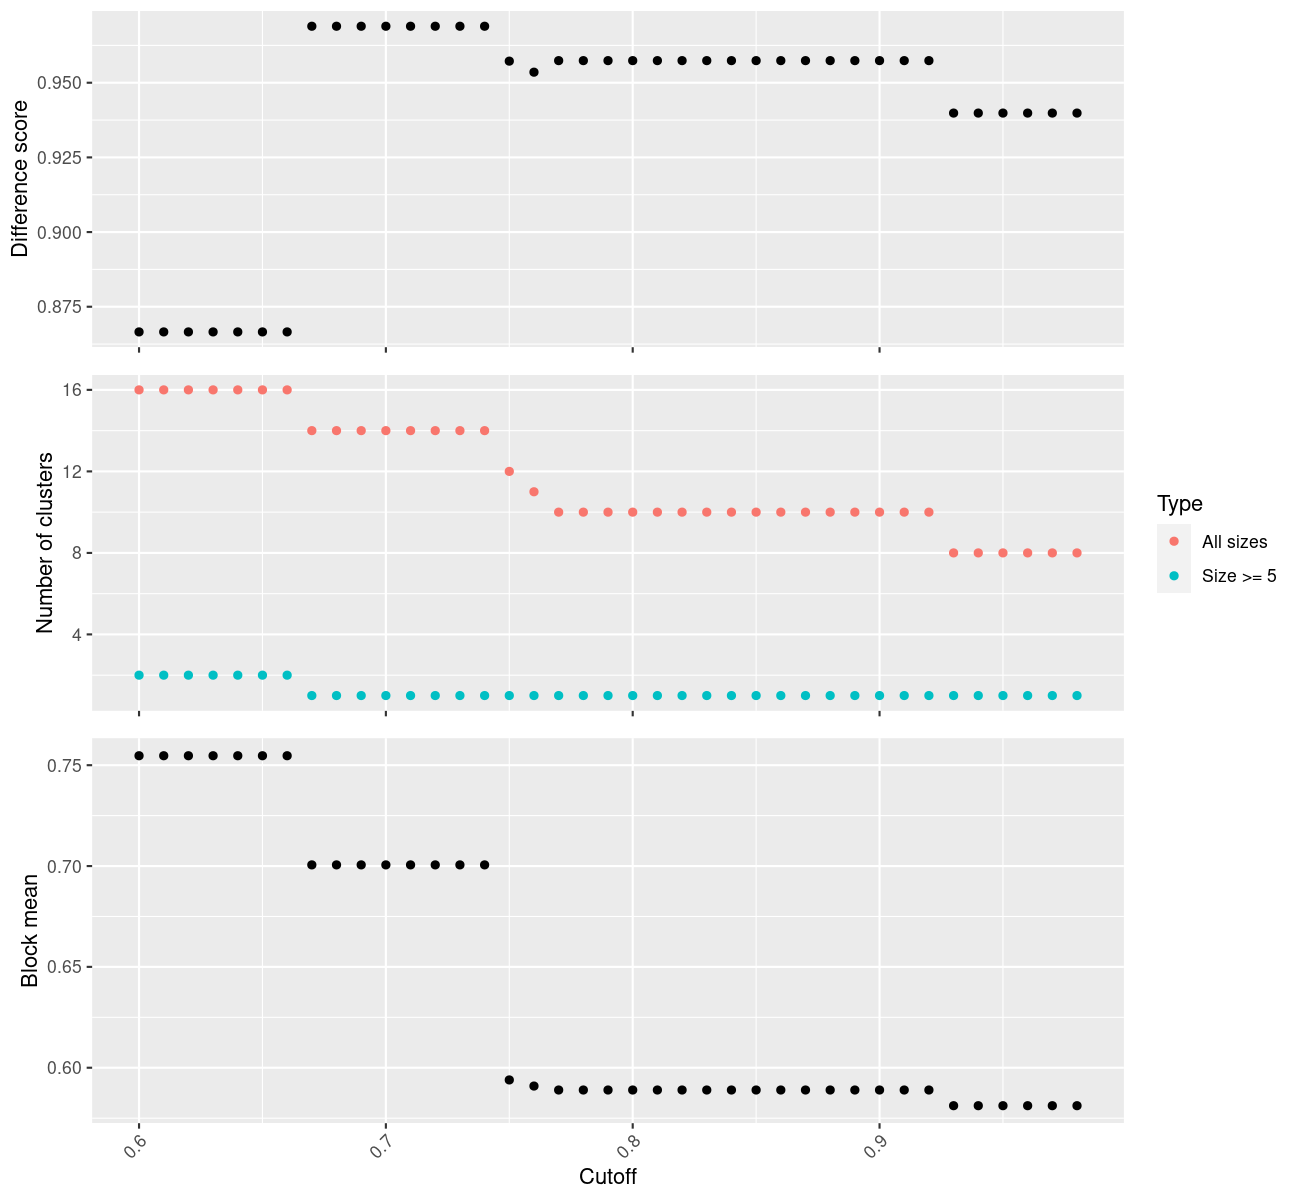 Difference score
0.950
0.925
0.900
0.875
Number of clusters
16
12
8
4
Type
All sizes
Size >= 5
Block mean
0.75
0.70
0.65
0.60
0.6
0.7
0.8
0.9
Cutoff